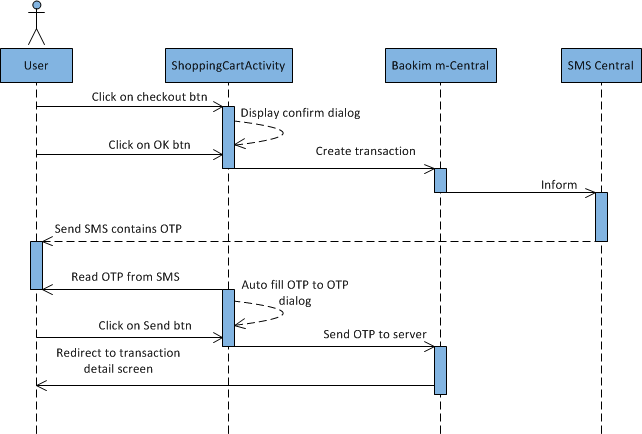 User
ShoppingCartActivity
Baokim m-Central
SMS Central
Click on checkout btn
Display confirm dialog
Click on OK btn
Create transaction
Inform
Send SMS contains OTP
Read OTP from SMS
Auto fill OTP to OTP
dialog
Click on Send btn
Send OTP to server
Redirect to transaction
detail screen